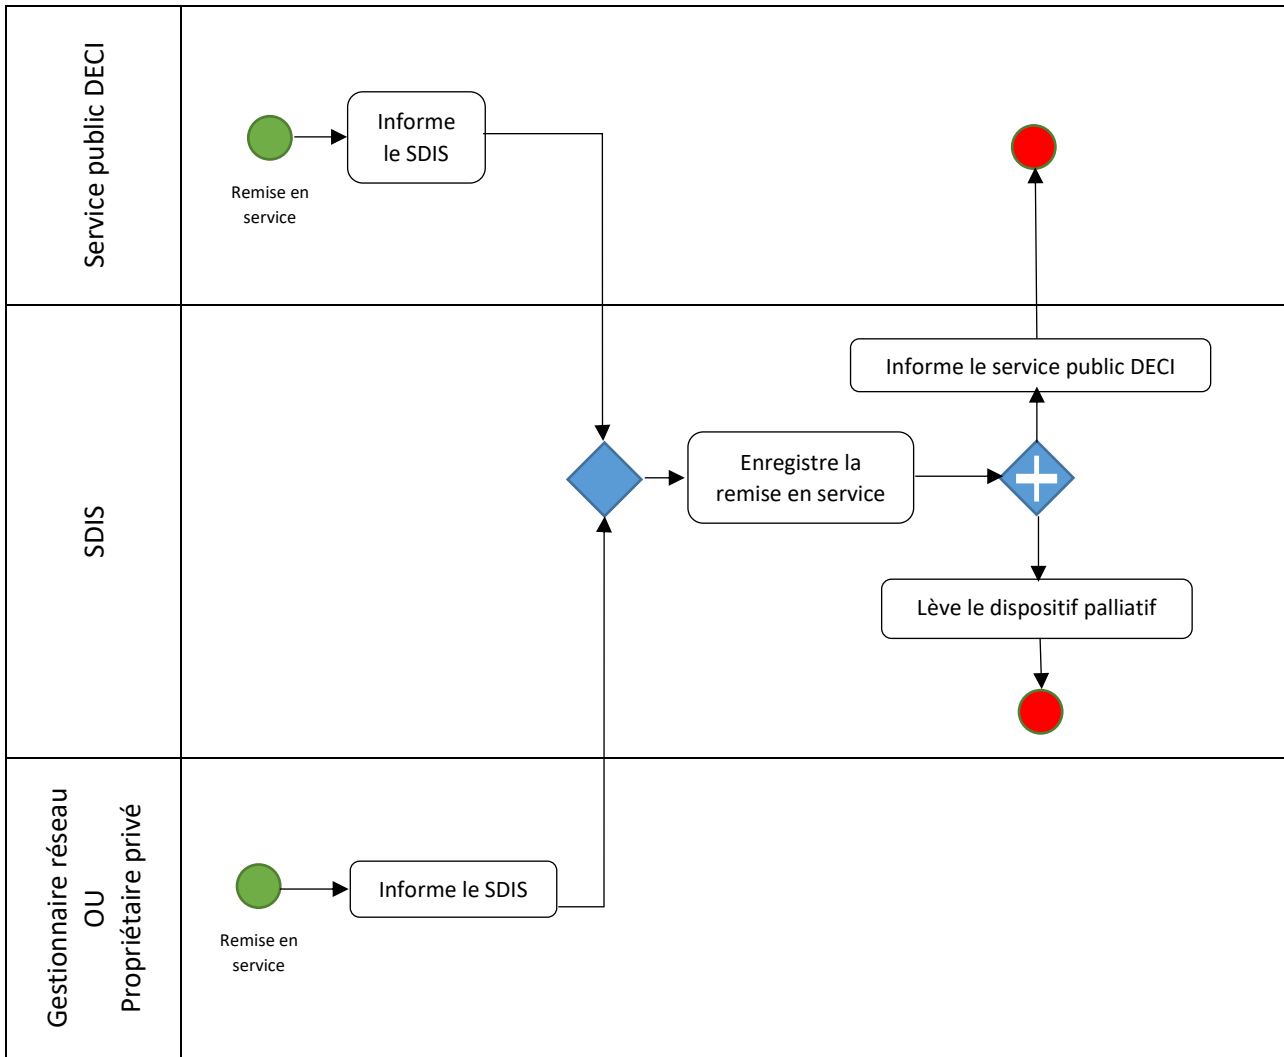 Service public DECI
Informe
le SDIS
Remise en
service
SDIS
Informe le service public DECI
Enregistre la
remise en service
Lève le dispositif palliatif
Gestionnaire réseau
OU
Propriétaire privé
Informe le SDIS
Remise en
service